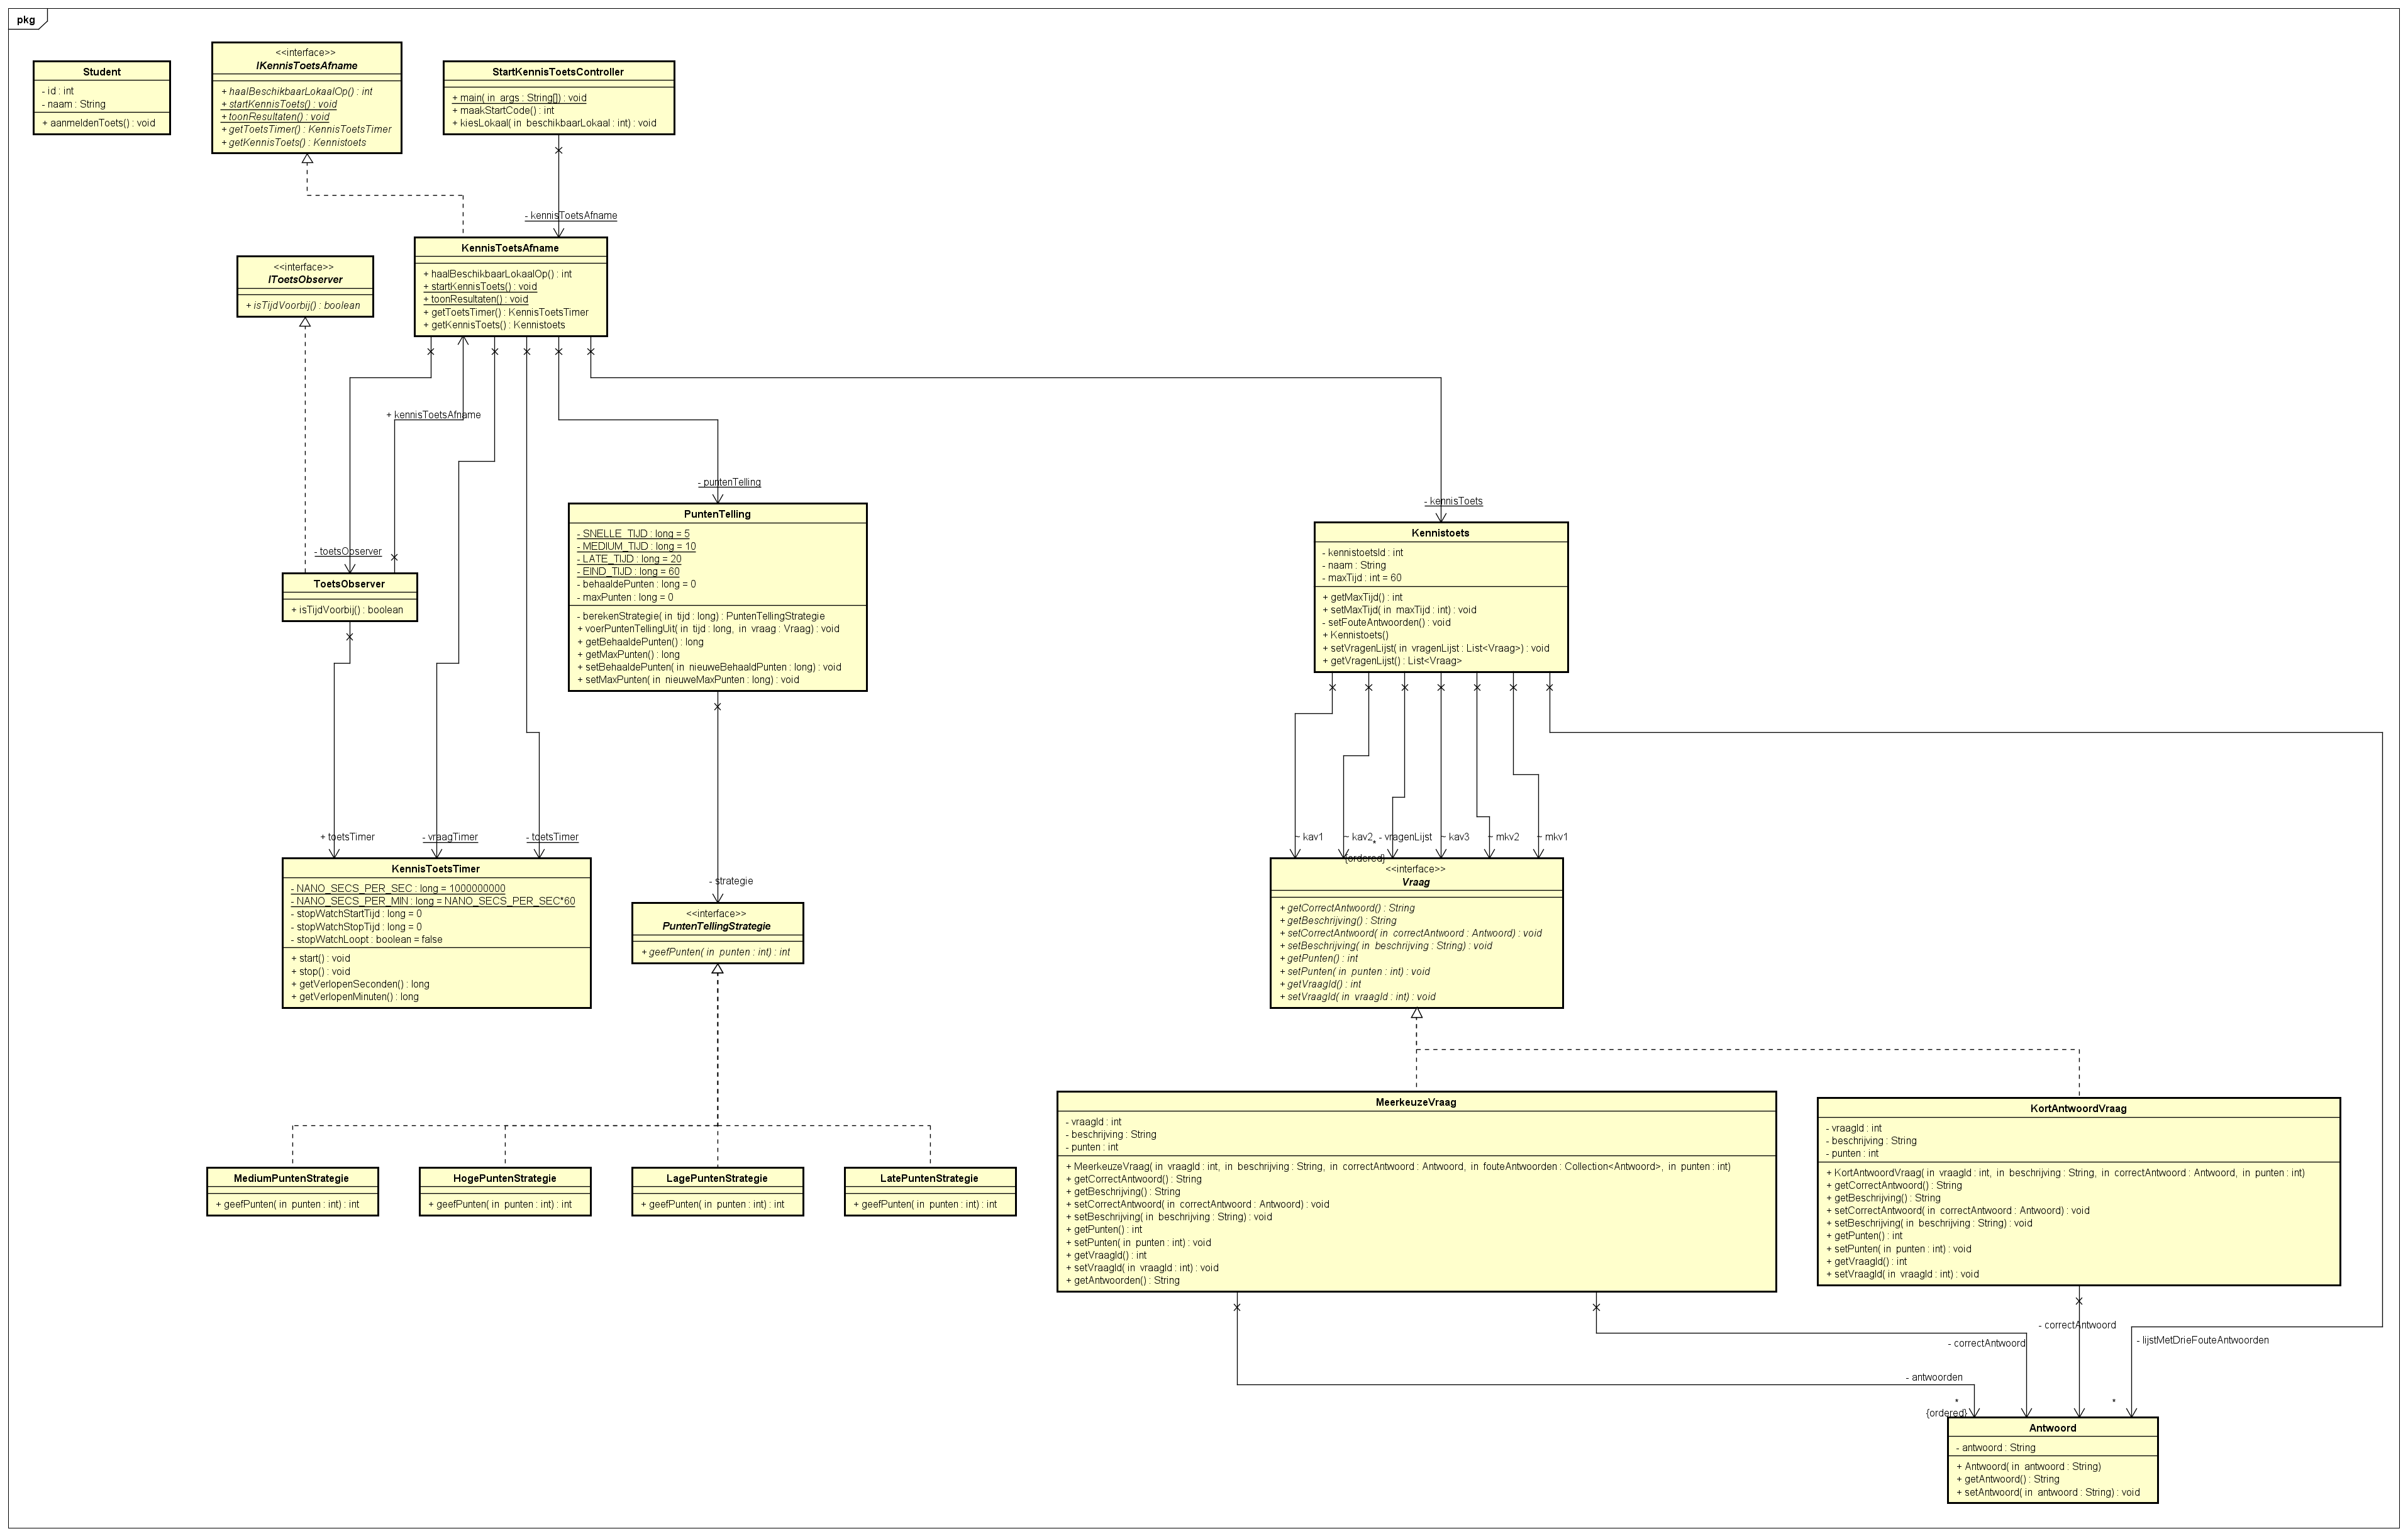 pkg
Student
- id : int
- naam : String
+ aanmeldenToets() : void
<<interface>>
IKennisToetsAfname
+ haalBeschikbaarLokaalOp() : int
+ startKennisToets() : void
+ toonResultaten() : void
+ getToetsTimer() : KennisToetsTimer
+ getKennisToets() : Kennistoets
StartKennisToetsController
+ main( in args : String[]) : void
+ maakStartCode() : int
+ kiesLokaal( in beschikbaarLokaal : int) : void
- kennisToetsAfname
KennisToetsAfname
+ haalBeschikbaarLokaalOp() : int
+ startKennisToets() : void
+ toonResultaten() : void
+ getToetsTimer() : KennisToetsTimer
+ getKennisToets() : Kennistoets
<<interface>>
IToetsObserver
+ isTijdVoorbij() : boolean
+ kennisToetsAfname
- puntenTelling
- kennisToets
- toetsObserver
ToetsObserver
+ isTijdVoorbij() : boolean
PuntenTelling
- SNELLE_TIJD : long = 5
- MEDIUM_TIJD : long = 10
- LATE_TIJD : long = 20
- EIND_TIJD : long = 60
- behaaldePunten : long = 0
- maxPunten : long = 0
- berekenStrategie( in tijd : long) : PuntenTellingStrategie
+ voerPuntenTellingUit( in tijd : long, in vraag : Vraag) : void
+ getBehaaldePunten() : long
+ getMaxPunten() : long
+ setBehaaldePunten( in nieuweBehaaldPunten : long) : void
+ setMaxPunten( in nieuweMaxPunten : long) : void
Kennistoets
- kennistoetsId : int
- naam : String
- maxTijd : int = 60
+ getMaxTijd() : int
+ setMaxTijd( in maxTijd : int) : void
- setFouteAntwoorden() : void
+ Kennistoets()
+ setVragenLijst( in vragenLijst : List<Vraag>) : void
+ getVragenLijst() : List<Vraag>
+ toetsTimer
- vraagTimer
- toetsTimer
~ kav1
~ kav2
- vragenLijst
*
{ordered}
~ kav3
~ mkv2
~ mkv1
KennisToetsTimer
- NANO_SECS_PER_SEC : long = 1000000000
- NANO_SECS_PER_MIN : long = NANO_SECS_PER_SEC*60
- stopWatchStartTijd : long = 0
- stopWatchStopTijd : long = 0
- stopWatchLoopt : boolean = false
+ start() : void
+ stop() : void
+ getVerlopenSeconden() : long
+ getVerlopenMinuten() : long
- strategie
<<interface>>
PuntenTellingStrategie
+ geefPunten( in punten : int) : int
<<interface>>
Vraag
+ getCorrectAntwoord() : String
+ getBeschrijving() : String
+ setCorrectAntwoord( in correctAntwoord : Antwoord) : void
+ setBeschrijving( in beschrijving : String) : void
+ getPunten() : int
+ setPunten( in punten : int) : void
+ getVraagId() : int
+ setVraagId( in vraagId : int) : void
MediumPuntenStrategie
+ geefPunten( in punten : int) : int
HogePuntenStrategie
+ geefPunten( in punten : int) : int
LagePuntenStrategie
+ geefPunten( in punten : int) : int
LatePuntenStrategie
+ geefPunten( in punten : int) : int
MeerkeuzeVraag
- vraagId : int
- beschrijving : String
- punten : int
+ MeerkeuzeVraag( in vraagId : int, in beschrijving : String, in correctAntwoord : Antwoord, in fouteAntwoorden : Collection<Antwoord>, in punten : int)
+ getCorrectAntwoord() : String
+ getBeschrijving() : String
+ setCorrectAntwoord( in correctAntwoord : Antwoord) : void
+ setBeschrijving( in beschrijving : String) : void
+ getPunten() : int
+ setPunten( in punten : int) : void
+ getVraagId() : int
+ setVraagId( in vraagId : int) : void
+ getAntwoorden() : String
KortAntwoordVraag
- vraagId : int
- beschrijving : String
- punten : int
+ KortAntwoordVraag( in vraagId : int, in beschrijving : String, in correctAntwoord : Antwoord, in punten : int)
+ getCorrectAntwoord() : String
+ getBeschrijving() : String
+ setCorrectAntwoord( in correctAntwoord : Antwoord) : void
+ setBeschrijving( in beschrijving : String) : void
+ getPunten() : int
+ setPunten( in punten : int) : void
+ getVraagId() : int
+ setVraagId( in vraagId : int) : void
- correctAntwoord
- correctAntwoord
- lijstMetDrieFouteAntwoorden
- antwoorden
*
{ordered}
*
Antwoord
- antwoord : String
+ Antwoord( in antwoord : String)
+ getAntwoord() : String
+ setAntwoord( in antwoord : String) : void